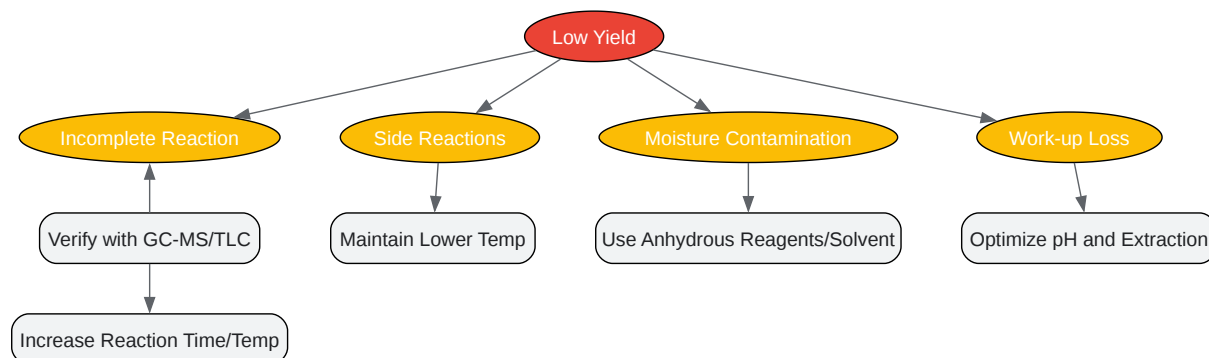 Low Yield
Incomplete Reaction
Side Reactions
Moisture Contamination
Work-up Loss
Verify with GC-MS/TLC
Maintain Lower Temp
Use Anhydrous Reagents/Solvent
Optimize pH and Extraction
Increase Reaction Time/Temp